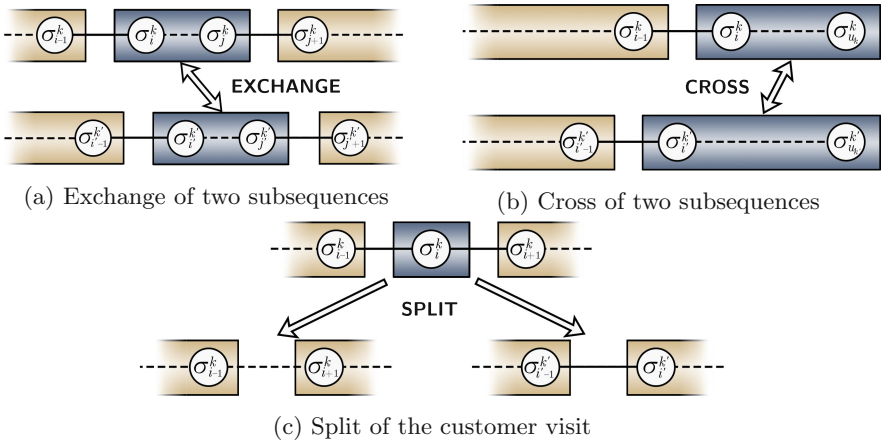 σ^k_{i-1} σ^k_i σ^k_j σ^k_{j+1}
EXCHANGE
σ^{k'}_{i'-1} σ^{k'}_{i'} σ^{k'}_{j'} σ^{k'}_{j'+1}
(a) Exchange of two subsequences
σ^k_{i-1} σ^k_i σ^k_{u_k}
CROSS
σ^{k'}_{i'-1} σ^{k'}_{i'} σ^{k'}_{u_{k'}}
(b) Cross of two subsequences
σ^k_{i-1} σ^k_i σ^k_{i+1}
SPLIT
σ^k_{i-1} σ^k_{i+1} σ^{k'}_{i'-1} σ^{k'}_{i'}
(c) Split of the customer visit